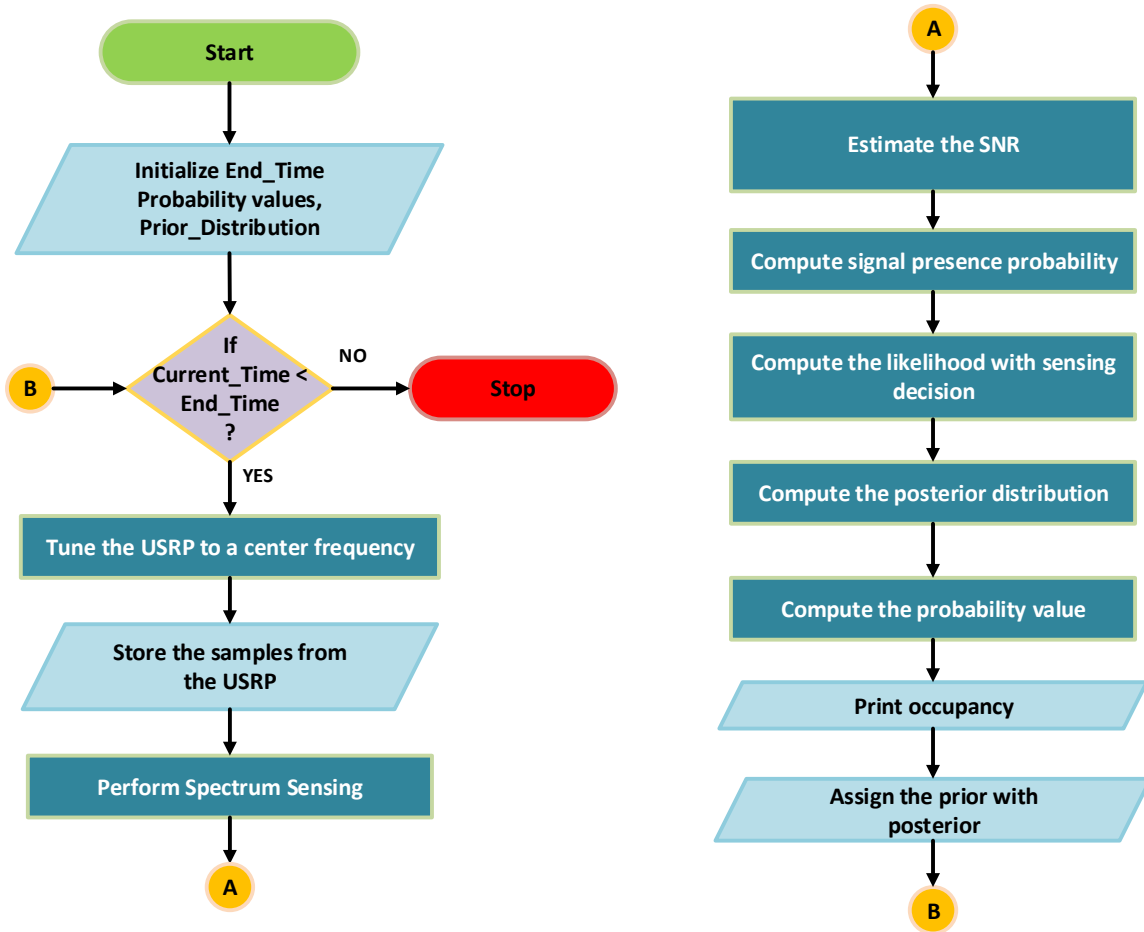 Start
Initialize End_Time
Probability values,
Prior_Distribution
If
Current_Time <
End_Time
?
NO
Stop
B
YES
Tune the USRP to a center frequency
Store the samples from
the USRP
Perform Spectrum Sensing
A
A
Estimate the SNR
Compute signal presence probability
Compute the likelihood with sensing
decision
Compute the posterior distribution
Compute the probability value
Print occupancy
Assign the prior with
posterior
B